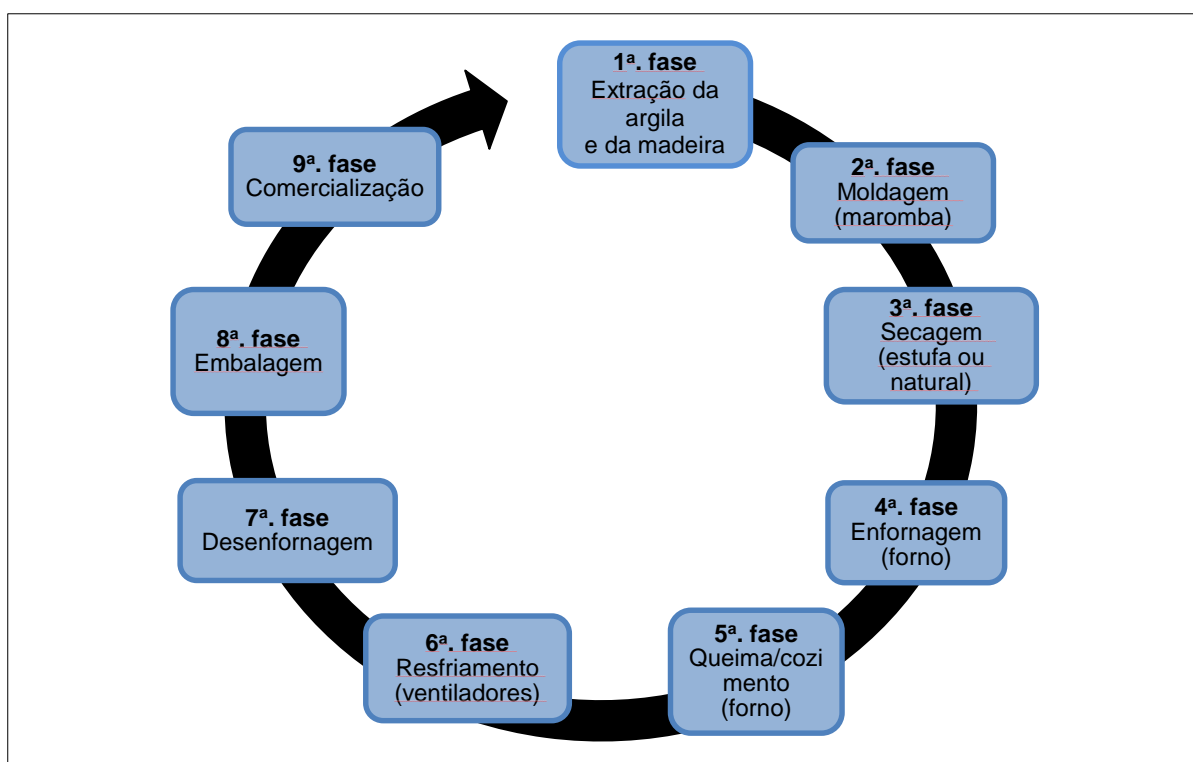 1ª. fase
Extração da
argila
e da madeira
2ª. fase
Moldagem
(maromba)
3ª. fase
Secagem
(estufa ou
natural)
4ª. fase
Enfornagem
(forno)
5ª. fase
Queima/cozi
mento
(forno)
6ª. fase
Resfriamento
(ventiladores)
7ª. fase
Desenfornagem
8ª. fase
Embalagem
9ª. fase
Comercialização